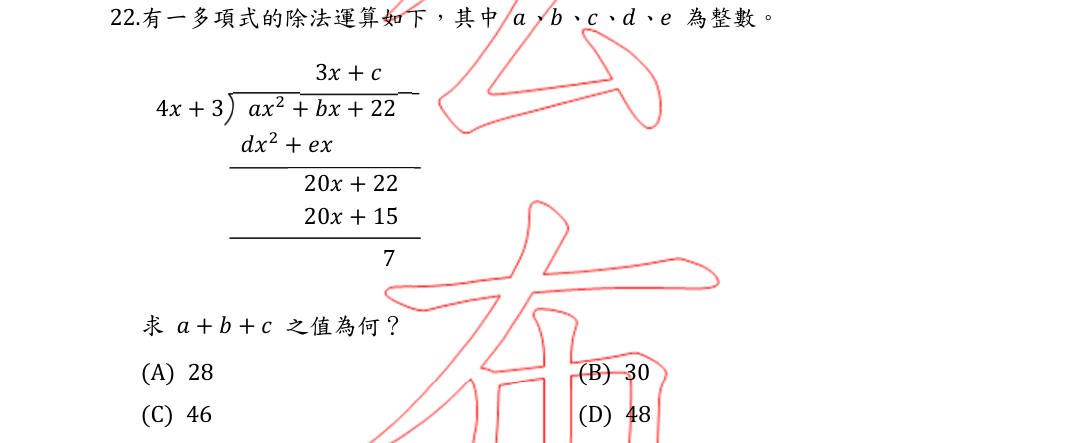 22.有一多項式的除法運算如下，其中 a、b、c、d、e 為整數。
3x + c
4x + 3) ax² + bx + 22
dx² + ex
20x + 22
20x + 15
7
求 a + b + c 之值為何？
(A) 28 (B) 30
(C) 46 (D) 48